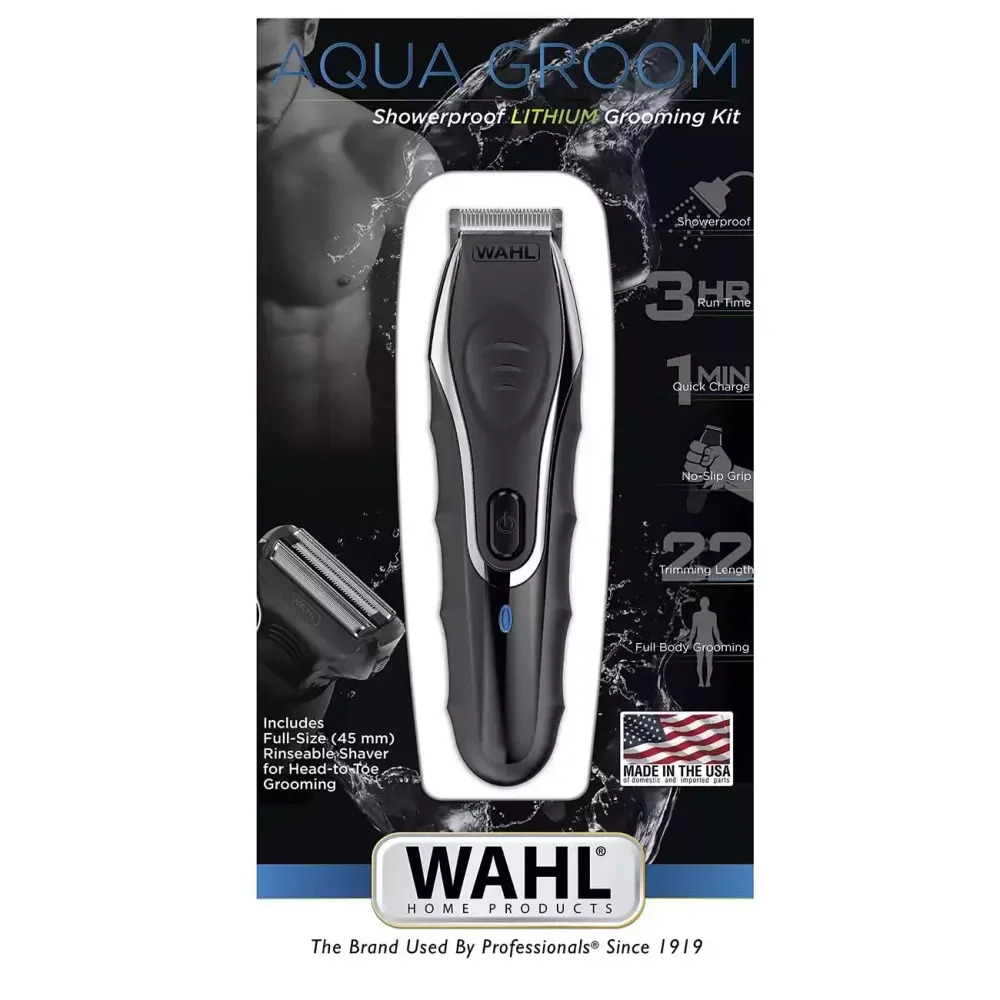 AQUA GROOM™
Showerproof LITHIUM Grooming Kit
WAHL
Showerproof
3 HR
Run Time
1 MIN
Quick Charge
No-Slip Grip
22
Trimming Length
Full Body Grooming
WAHL
Includes
Full-Size (45 mm)
Rinseable Shaver
for Head-to-Toe
Grooming
MADE IN THE USA
of domestic and imported parts
WAHL®
HOME PRODUCTS
The Brand Used By Professionals® Since 1919